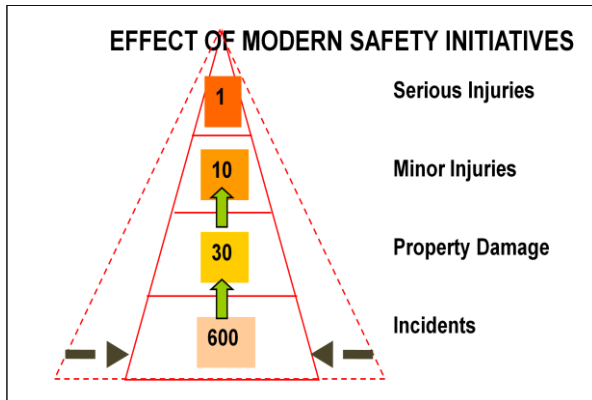 EFFECT OF MODERN SAFETY INITIATIVES
1 Serious Injuries
10 Minor Injuries
30 Property Damage
600 Incidents